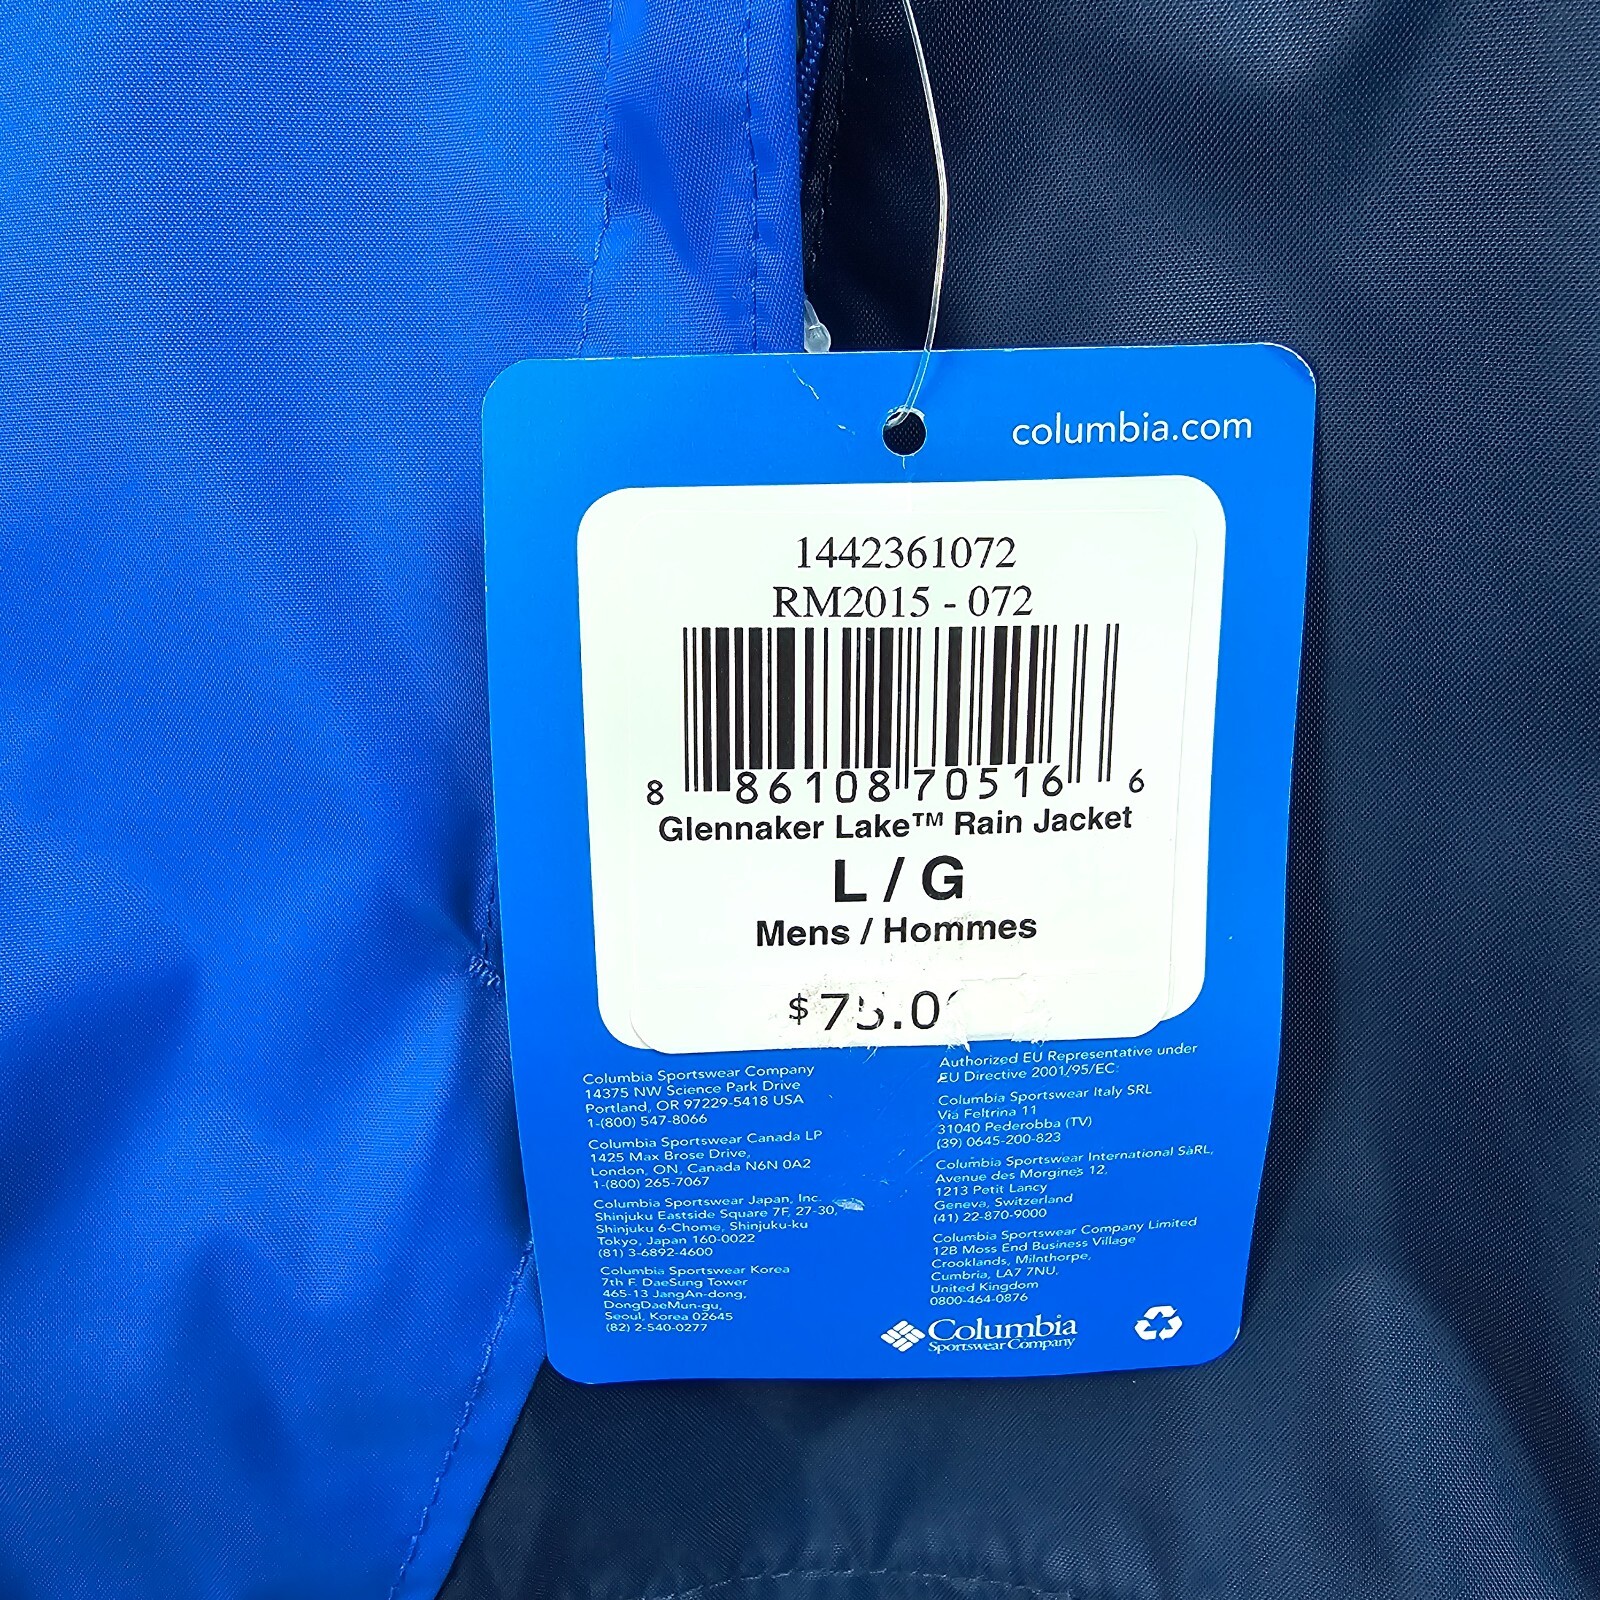 columbia.com
1442361072
RM2015 - 072
8 86108 70516 6
Glennaker Lake™ Rain Jacket
L / G
Mens / Hommes
$75.0
Columbia Sportswear Company
14375 NW Science Park Drive
Portland, OR 97229-5418 USA
1-(800) 547-8066
Columbia Sportswear Canada LP
1425 Max Brose Drive,
London, ON, Canada N6N 0A2
1-(800) 265-7067
Columbia Sportswear Japan, Inc.
Shinjuku Eastside Square 7F, 27-30,
Shinjuku 6-Chome, Shinjuku-ku
Tokyo, Japan 160-0022
(81) 3-6892-4600
Columbia Sportswear Korea
7th F. DaeSung Tower
465-13 JangAn-dong,
DongDaeMun-gu,
Seoul, Korea 02645
(82) 2-540-0277
Authorized EU Representative under
EU Directive 2001/95/EC:
Columbia Sportswear Italy SRL
Via Feltrina 11
31040 Pederobba (TV)
(39) 0645-200-823
Columbia Sportswear International SàRL,
Avenue des Morgines 12,
1213 Petit Lancy
Geneva, Switzerland
(41) 22-870-9000
Columbia Sportswear Company Limited
12B Moss End Business Village
Crooklands, Milnthorpe,
Cumbria, LA7 7NU,
United Kingdom
0800-464-0876
Columbia
Sportswear Company